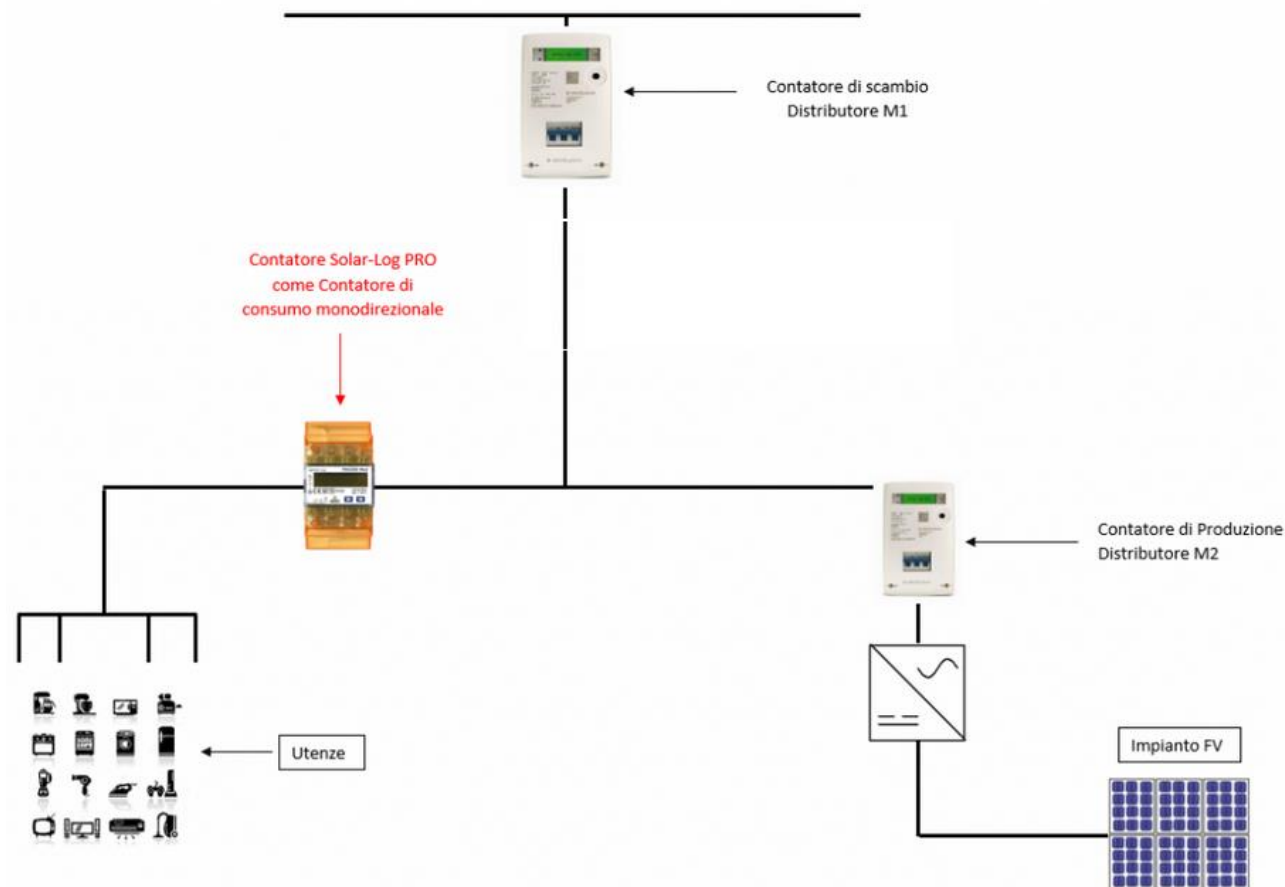 Contatore di scambio
Distributore M1
Contatore Solar-Log PRO
come Contatore di
consumo monodirezionale
Contatore di Produzione
Distributore M2
Utenze
Impianto FV